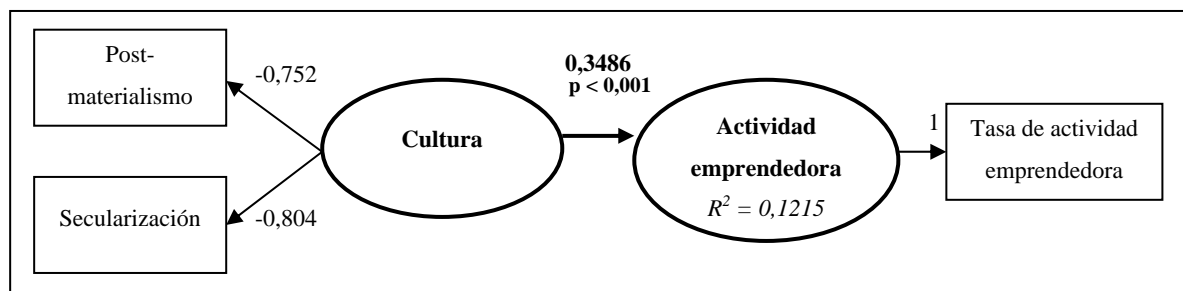 Post-
materialismo
-0,752
Secularización
-0,804
Cultura
0,3486
p < 0,001
Actividad
emprendedora
R² = 0,1215
1
Tasa de actividad
emprendedora